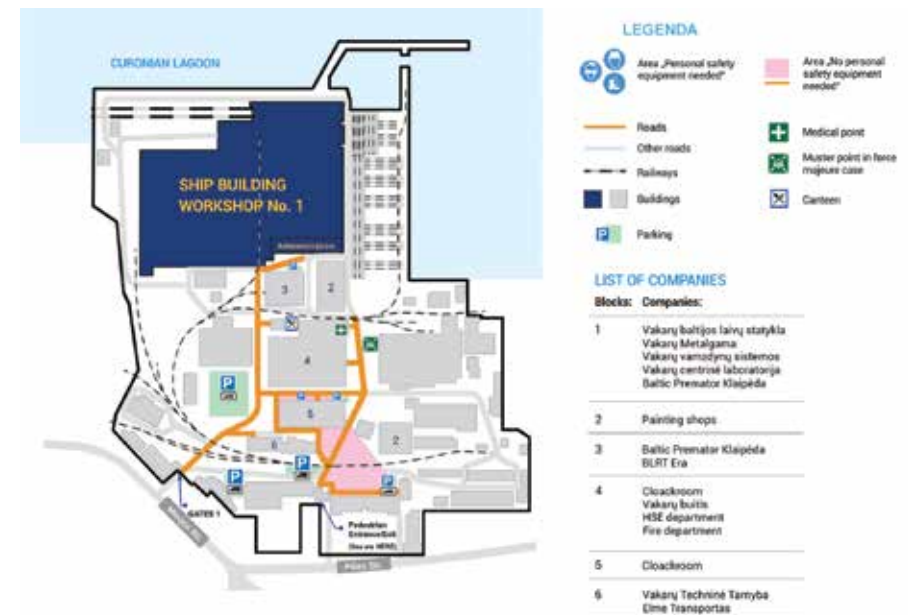 CURONIAN LAGOON
SHIP BUILDING
WORKSHOP No. 1
3
2
4
5
6
2
P
P
P
P
GATES 1
Pedestrian
Entrance/Exit
(You are HERE)
LEGENDA
Area „Personal safety
equipment needed"
Area „No personal
safety equipment
needed"
Roads
Other roads
Railways
Buildings
P
Parking
Medical point
Muster point in force
majeure case
Canteen
LIST OF COMPANIES
Blocks: Companies:
1 Vakarų baltijos laivų statykla
Vakarų Metalgama
Vakarų vamzdynų sistemos
Vakarų centrinė laboratorija
Baltic Premator Klaipėda
2 Painting shops
3 Baltic Premator Klaipėda
BLRT Era
4 Cloackroom
Vakarų buitis
HSE department
Fire department
5 Cloackroom
6 Vakarų Techninė Tarnyba
Elme Transportas